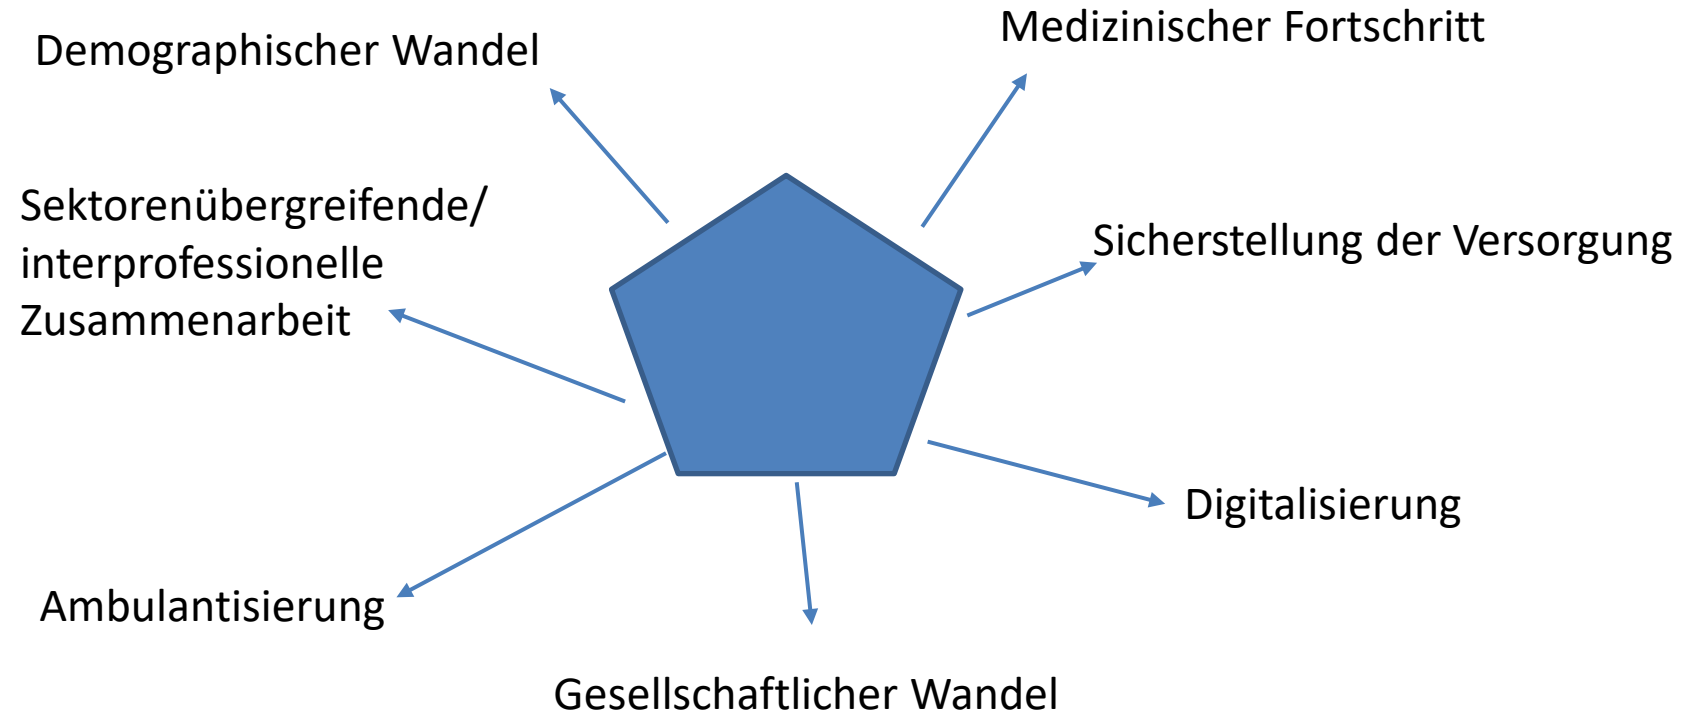 Demographischer Wandel
Medizinischer Fortschritt
Sektorenübergreifende/
interprofessionelle
Zusammenarbeit
Sicherstellung der Versorgung
Digitalisierung
Ambulantisierung
Gesellschaftlicher Wandel